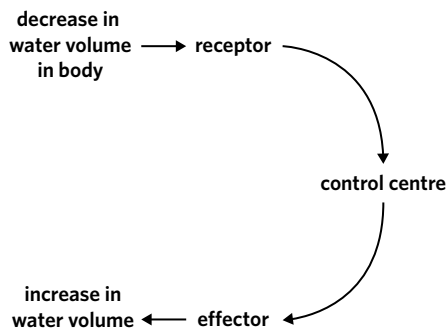 decrease in
water volume
in body
receptor
control centre
increase in
water volume
effector